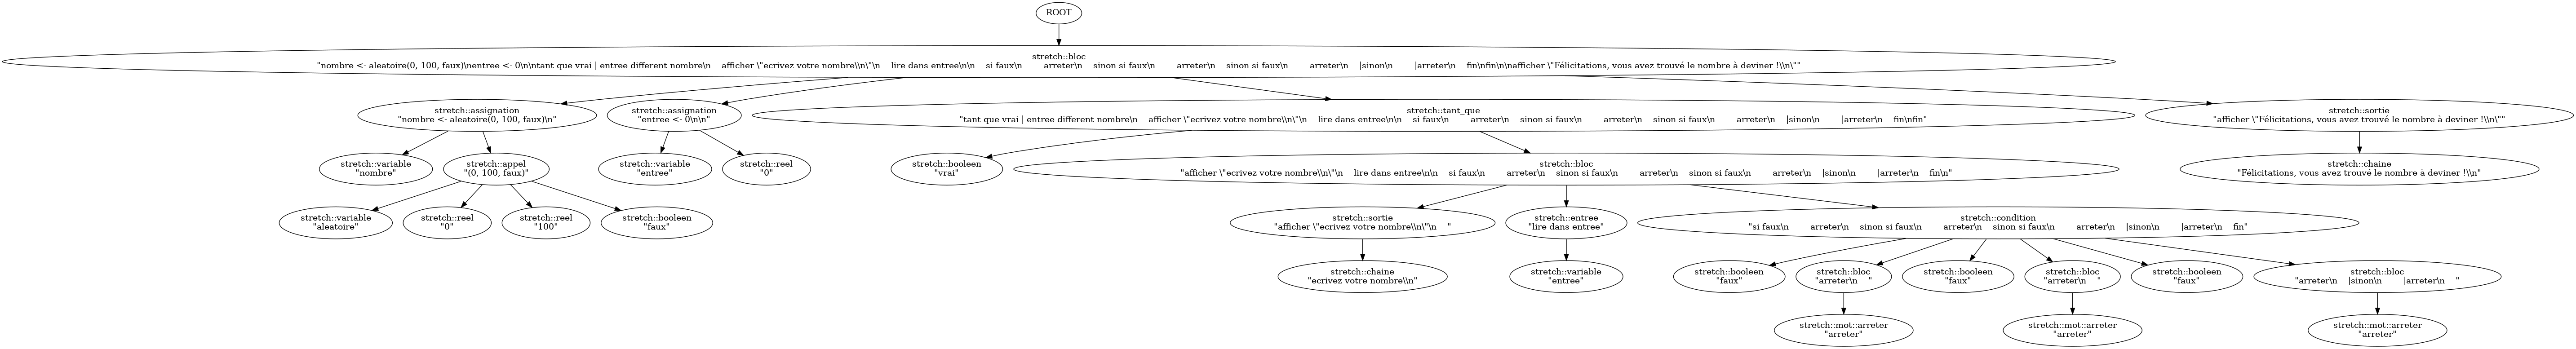 ROOT
stretch::bloc
"nombre <- aleatoire(0, 100, faux)\nentree <- 0\n\ntant que vrai | entree different nombre\n    afficher \"ecrivez votre nombre\\n\"\n    lire dans entree\n\n    si faux\n        arreter\n    sinon si faux\n        arreter\n    sinon si faux\n        arreter\n    |sinon\n        |arreter\n    fin\nfin\n\nafficher \"Félicitations, vous avez trouvé le nombre à deviner !\\n\""
stretch::assignation
"nombre <- aleatoire(0, 100, faux)\n"
stretch::assignation
"entree <- 0\n\n"
stretch::tant_que
"tant que vrai | entree different nombre\n    afficher \"ecrivez votre nombre\\n\"\n    lire dans entree\n\n    si faux\n        arreter\n    sinon si faux\n        arreter\n    sinon si faux\n        arreter\n    |sinon\n        |arreter\n    fin\nfin"
stretch::sortie
"afficher \"Félicitations, vous avez trouvé le nombre à deviner !\\n\""
stretch::variable
"nombre"
stretch::appel
"(0, 100, faux)"
stretch::variable
"entree"
stretch::reel
"0"
stretch::booleen
"vrai"
stretch::bloc
"afficher \"ecrivez votre nombre\\n\"\n    lire dans entree\n\n    si faux\n        arreter\n    sinon si faux\n        arreter\n    sinon si faux\n        arreter\n    |sinon\n        |arreter\n    fin\n"
stretch::chaine
"Félicitations, vous avez trouvé le nombre à deviner !\\n"
stretch::variable
"aleatoire"
stretch::reel
"0"
stretch::reel
"100"
stretch::booleen
"faux"
stretch::sortie
"afficher \"ecrivez votre nombre\\n\"\n    "
stretch::entree
"lire dans entree"
stretch::condition
"si faux\n        arreter\n    sinon si faux\n        arreter\n    sinon si faux\n        arreter\n    |sinon\n        |arreter\n    fin"
stretch::chaine
"ecrivez votre nombre\\n"
stretch::variable
"entree"
stretch::booleen
"faux"
stretch::bloc
"arreter\n    "
stretch::booleen
"faux"
stretch::bloc
"arreter\n    "
stretch::booleen
"faux"
stretch::bloc
"arreter\n    |sinon\n        |arreter\n    "
stretch::mot::arreter
"arreter"
stretch::mot::arreter
"arreter"
stretch::mot::arreter
"arreter"